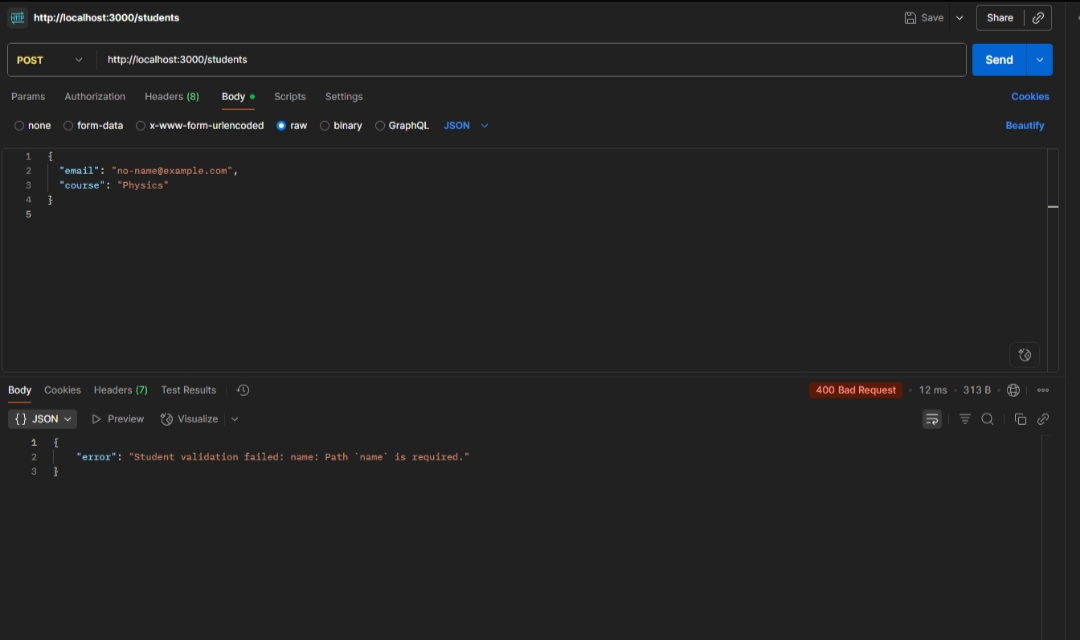 HTTP http://localhost:3000/students Save Share
POST http://localhost:3000/students Send
Params Authorization Headers (8) Body Scripts Settings Cookies
none form-data x-www-form-urlencoded raw binary GraphQL JSON Beautify
1 {
2 "email": "no-name@example.com",
3 "course": "Physics"
4 }
5
Body Cookies Headers (7) Test Results 400 Bad Request 12 ms 313 B
{} JSON Preview Visualize
1 {
2 "error": "Student validation failed: name: Path `name` is required."
3 }